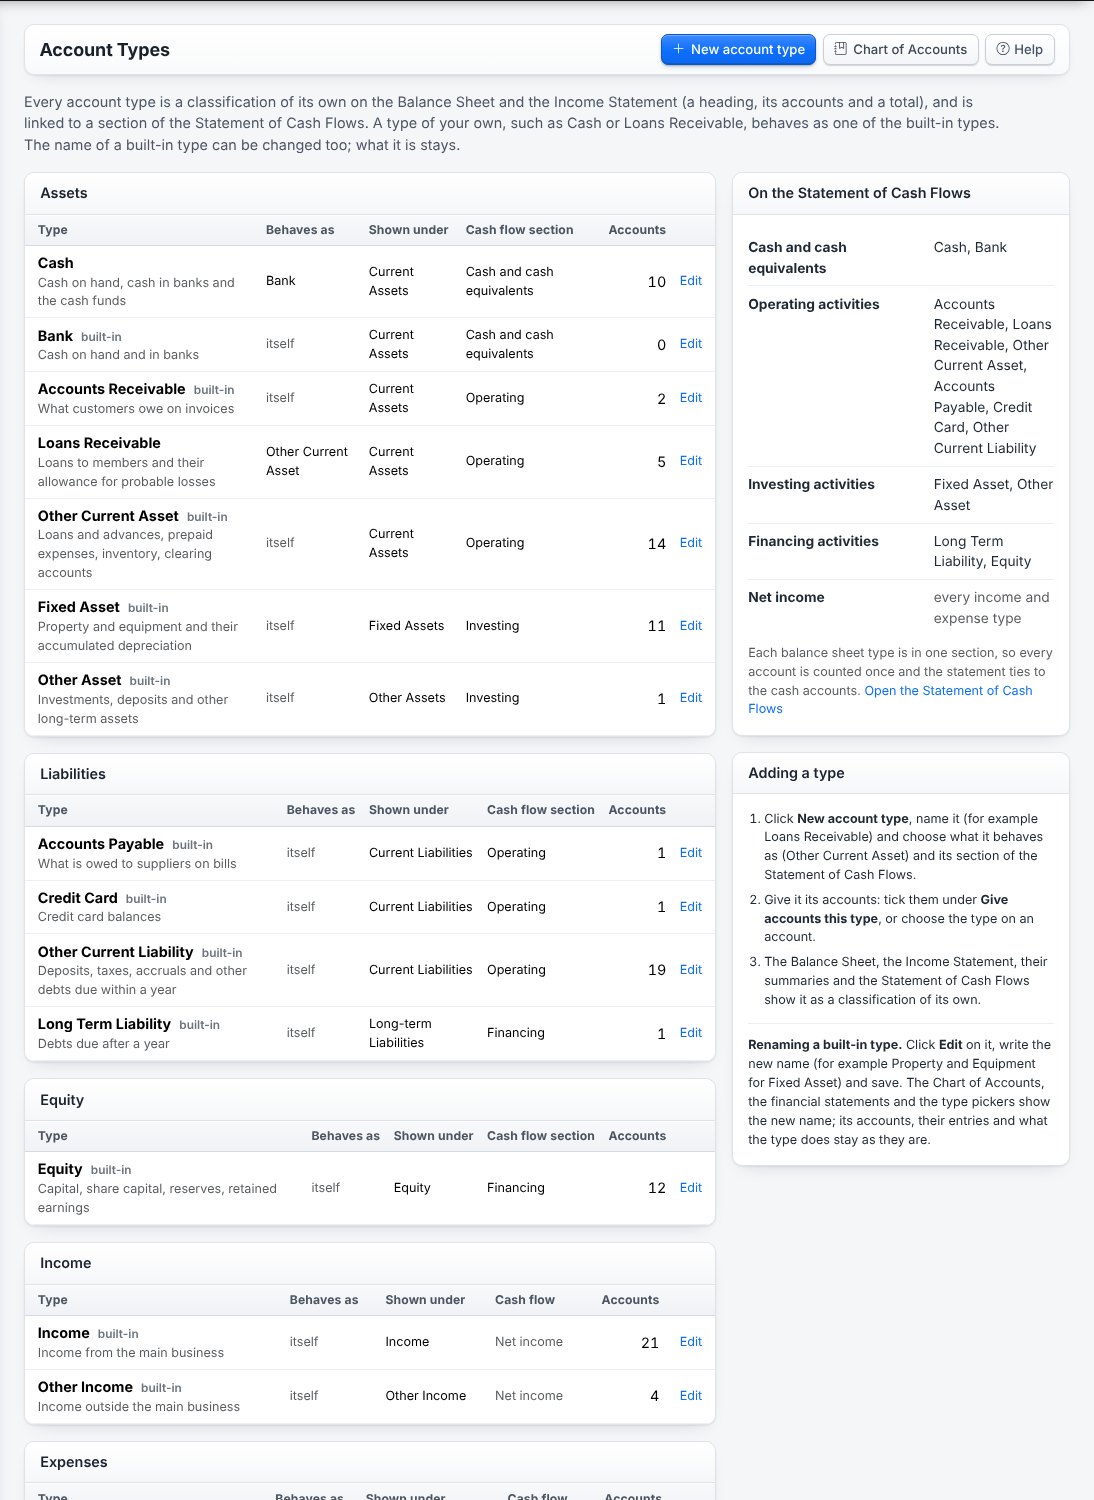 Account Types
New account type
Chart of Accounts
Help
Every account type is a classification of its own on the Balance Sheet and the Income Statement (a heading, its accounts and a total), and is
linked to a section of the Statement of Cash Flows. A type of your own, such as Cash or Loans Receivable, behaves as one of the built-in types.
The name of a built-in type can be changed too; what it is stays.
Assets
Type Behaves as Shown under Cash flow section Accounts
Cash
Cash on hand, cash in banks and
the cash funds
Bank
Current
Assets
Cash and cash
equivalents
10 Edit
Bank built-in
Cash on hand and in banks
itself
Current
Assets
Cash and cash
equivalents
0 Edit
Accounts Receivable built-in
What customers owe on invoices
itself
Current
Assets
Operating
2 Edit
Loans Receivable
Loans to members and their
allowance for probable losses
Other Current
Asset
Current
Assets
Operating
5 Edit
Other Current Asset built-in
Loans and advances, prepaid
expenses, inventory, clearing
accounts
itself
Current
Assets
Operating
14 Edit
Fixed Asset built-in
Property and equipment and their
accumulated depreciation
itself
Fixed Assets
Investing
11 Edit
Other Asset built-in
Investments, deposits and other
long-term assets
itself
Other Assets
Investing
1 Edit
Liabilities
Type Behaves as Shown under Cash flow section Accounts
Accounts Payable built-in
What is owed to suppliers on bills
itself
Current Liabilities
Operating
1 Edit
Credit Card built-in
Credit card balances
itself
Current Liabilities
Operating
1 Edit
Other Current Liability built-in
Deposits, taxes, accruals and other
debts due within a year
itself
Current Liabilities
Operating
19 Edit
Long Term Liability built-in
Debts due after a year
itself
Long-term
Liabilities
Financing
1 Edit
Equity
Type Behaves as Shown under Cash flow section Accounts
Equity built-in
Capital, share capital, reserves, retained
earnings
itself
Equity
Financing
12 Edit
Income
Type Behaves as Shown under Cash flow Accounts
Income built-in
Income from the main business
itself
Income
Net income
21 Edit
Other Income built-in
Income outside the main business
itself
Other Income
Net income
4 Edit
Expenses
Type Behaves as Shown under Cash flow Accounts
On the Statement of Cash Flows
Cash and cash
equivalents
Cash, Bank
Operating activities
Accounts
Receivable, Loans
Receivable, Other
Current Asset,
Accounts
Payable, Credit
Card, Other
Current Liability
Investing activities
Fixed Asset, Other
Asset
Financing activities
Long Term
Liability, Equity
Net income
every income and
expense type
Each balance sheet type is in one section, so every
account is counted once and the statement ties to
the cash accounts. Open the Statement of Cash
Flows
Adding a type
1. Click New account type, name it (for example
Loans Receivable) and choose what it behaves
as (Other Current Asset) and its section of the
Statement of Cash Flows.
2. Give it its accounts: tick them under Give
accounts this type, or choose the type on an
account.
3. The Balance Sheet, the Income Statement, their
summaries and the Statement of Cash Flows
show it as a classification of its own.
Renaming a built-in type. Click Edit on it, write the
new name (for example Property and Equipment
for Fixed Asset) and save. The Chart of Accounts,
the financial statements and the type pickers show
the new name; its accounts, their entries and what
the type does stay as they are.